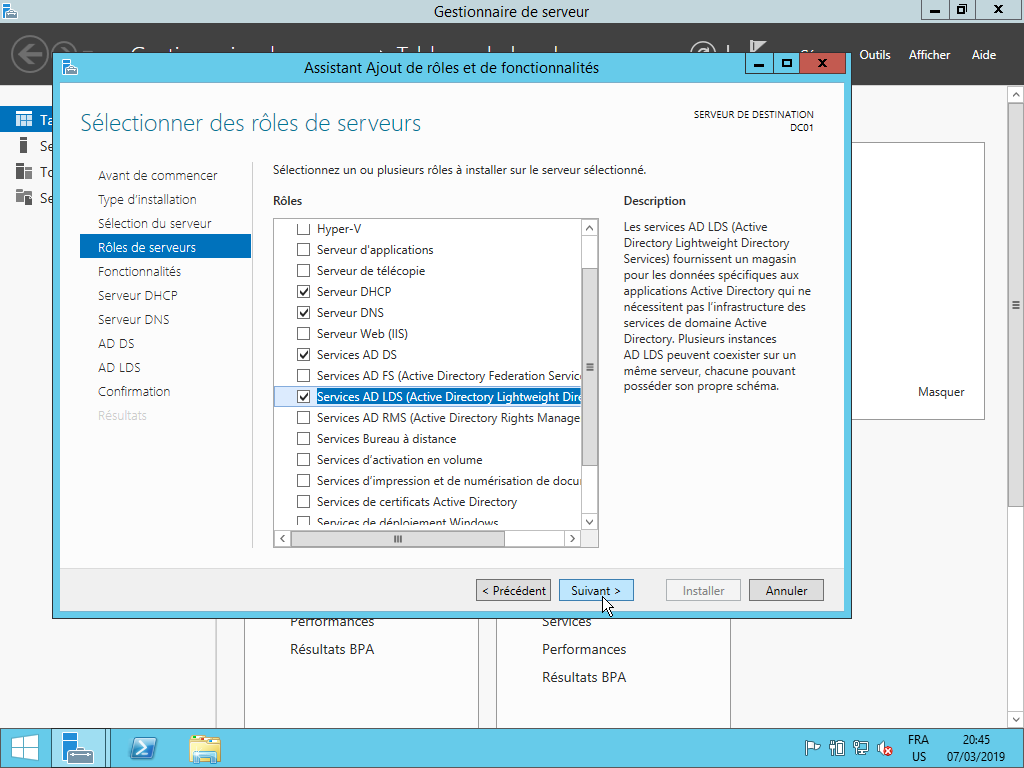 Gestionnaire de serveur
Outils
Afficher
Aide
Assistant Ajout de rôles et de fonctionnalités
Sélectionner des rôles de serveurs
SERVEUR DE DESTINATION
DC01
Avant de commencer
Type d'installation
Sélection du serveur
Rôles de serveurs
Fonctionnalités
Serveur DHCP
Serveur DNS
AD DS
AD LDS
Confirmation
Résultats
Sélectionnez un ou plusieurs rôles à installer sur le serveur sélectionné.
Rôles
Hyper-V
Serveur d'applications
Serveur de télécopie
Serveur DHCP
Serveur DNS
Serveur Web (IIS)
Services AD DS
Services AD FS (Active Directory Federation Service
Services AD LDS (Active Directory Lightweight Dire
Services AD RMS (Active Directory Rights Manage
Services Bureau à distance
Services d'activation en volume
Services d'impression et de numérisation de docu
Services de certificats Active Directory
Services de déploiement Windows
Description
Les services AD LDS (Active
Directory Lightweight Directory
Services) fournissent un magasin
pour les données spécifiques aux
applications Active Directory qui ne
nécessitent pas l'infrastructure des
services de domaine Active
Directory. Plusieurs instances
AD LDS peuvent coexister sur un
même serveur, chacune pouvant
posséder son propre schéma.
Masquer
< Précédent
Suivant >
Installer
Annuler
Performances
Résultats BPA
Services
Performances
Résultats BPA
FRA
US
20:45
07/03/2019